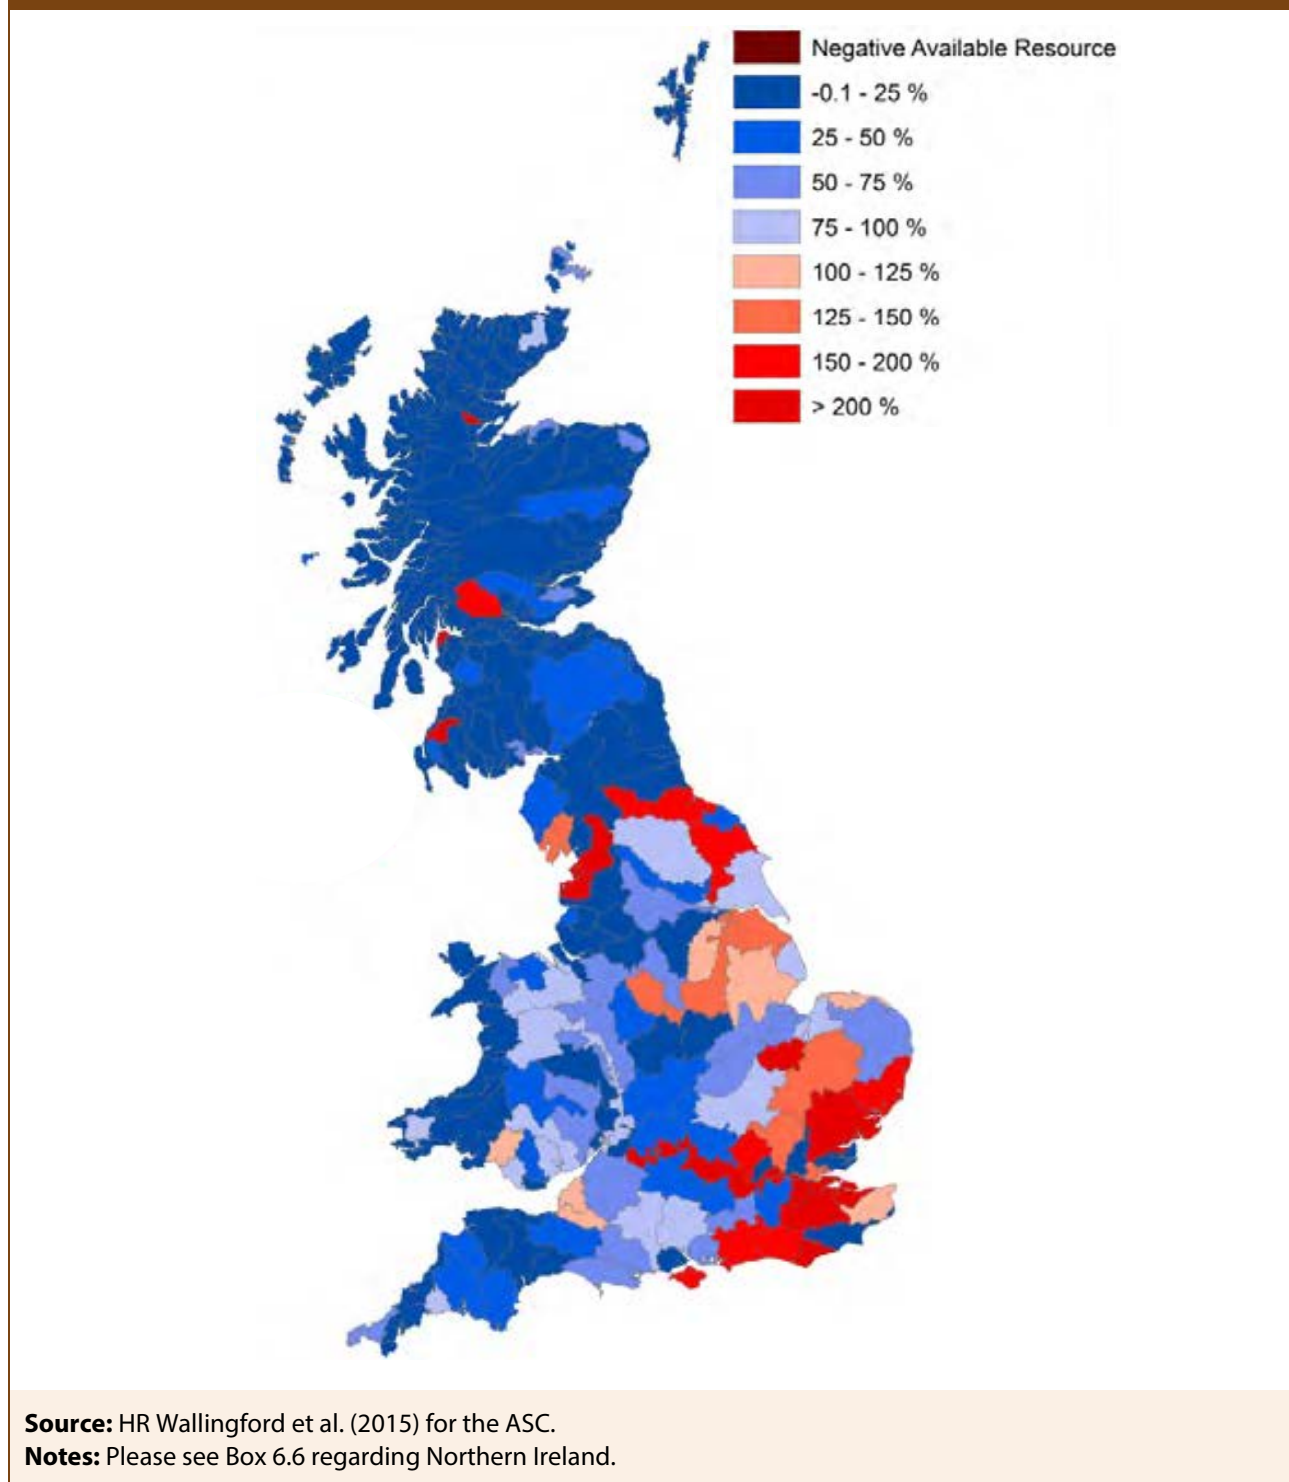 Negative Available Resource
-0.1 - 25 %
25 - 50 %
50 - 75 %
75 - 100 %
100 - 125 %
125 - 150 %
150 - 200 %
> 200 %
Source: HR Wallingford et al. (2015) for the ASC.
Notes: Please see Box 6.6 regarding Northern Ireland.